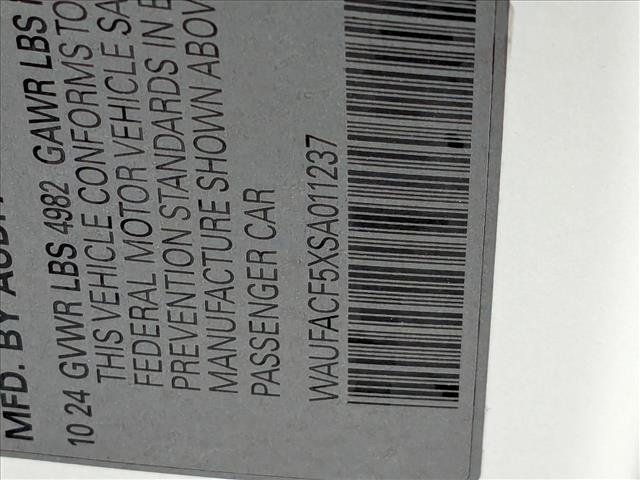 MFD. BY AUDI
10 24 GVWR LBS 4982 GAWR LBS
THIS VEHICLE CONFORMS TO
FEDERAL MOTOR VEHICLE SA
PREVENTION STANDARDS IN E
MANUFACTURE SHOWN ABOV
PASSENGER CAR
WAUFACF5XSA011237